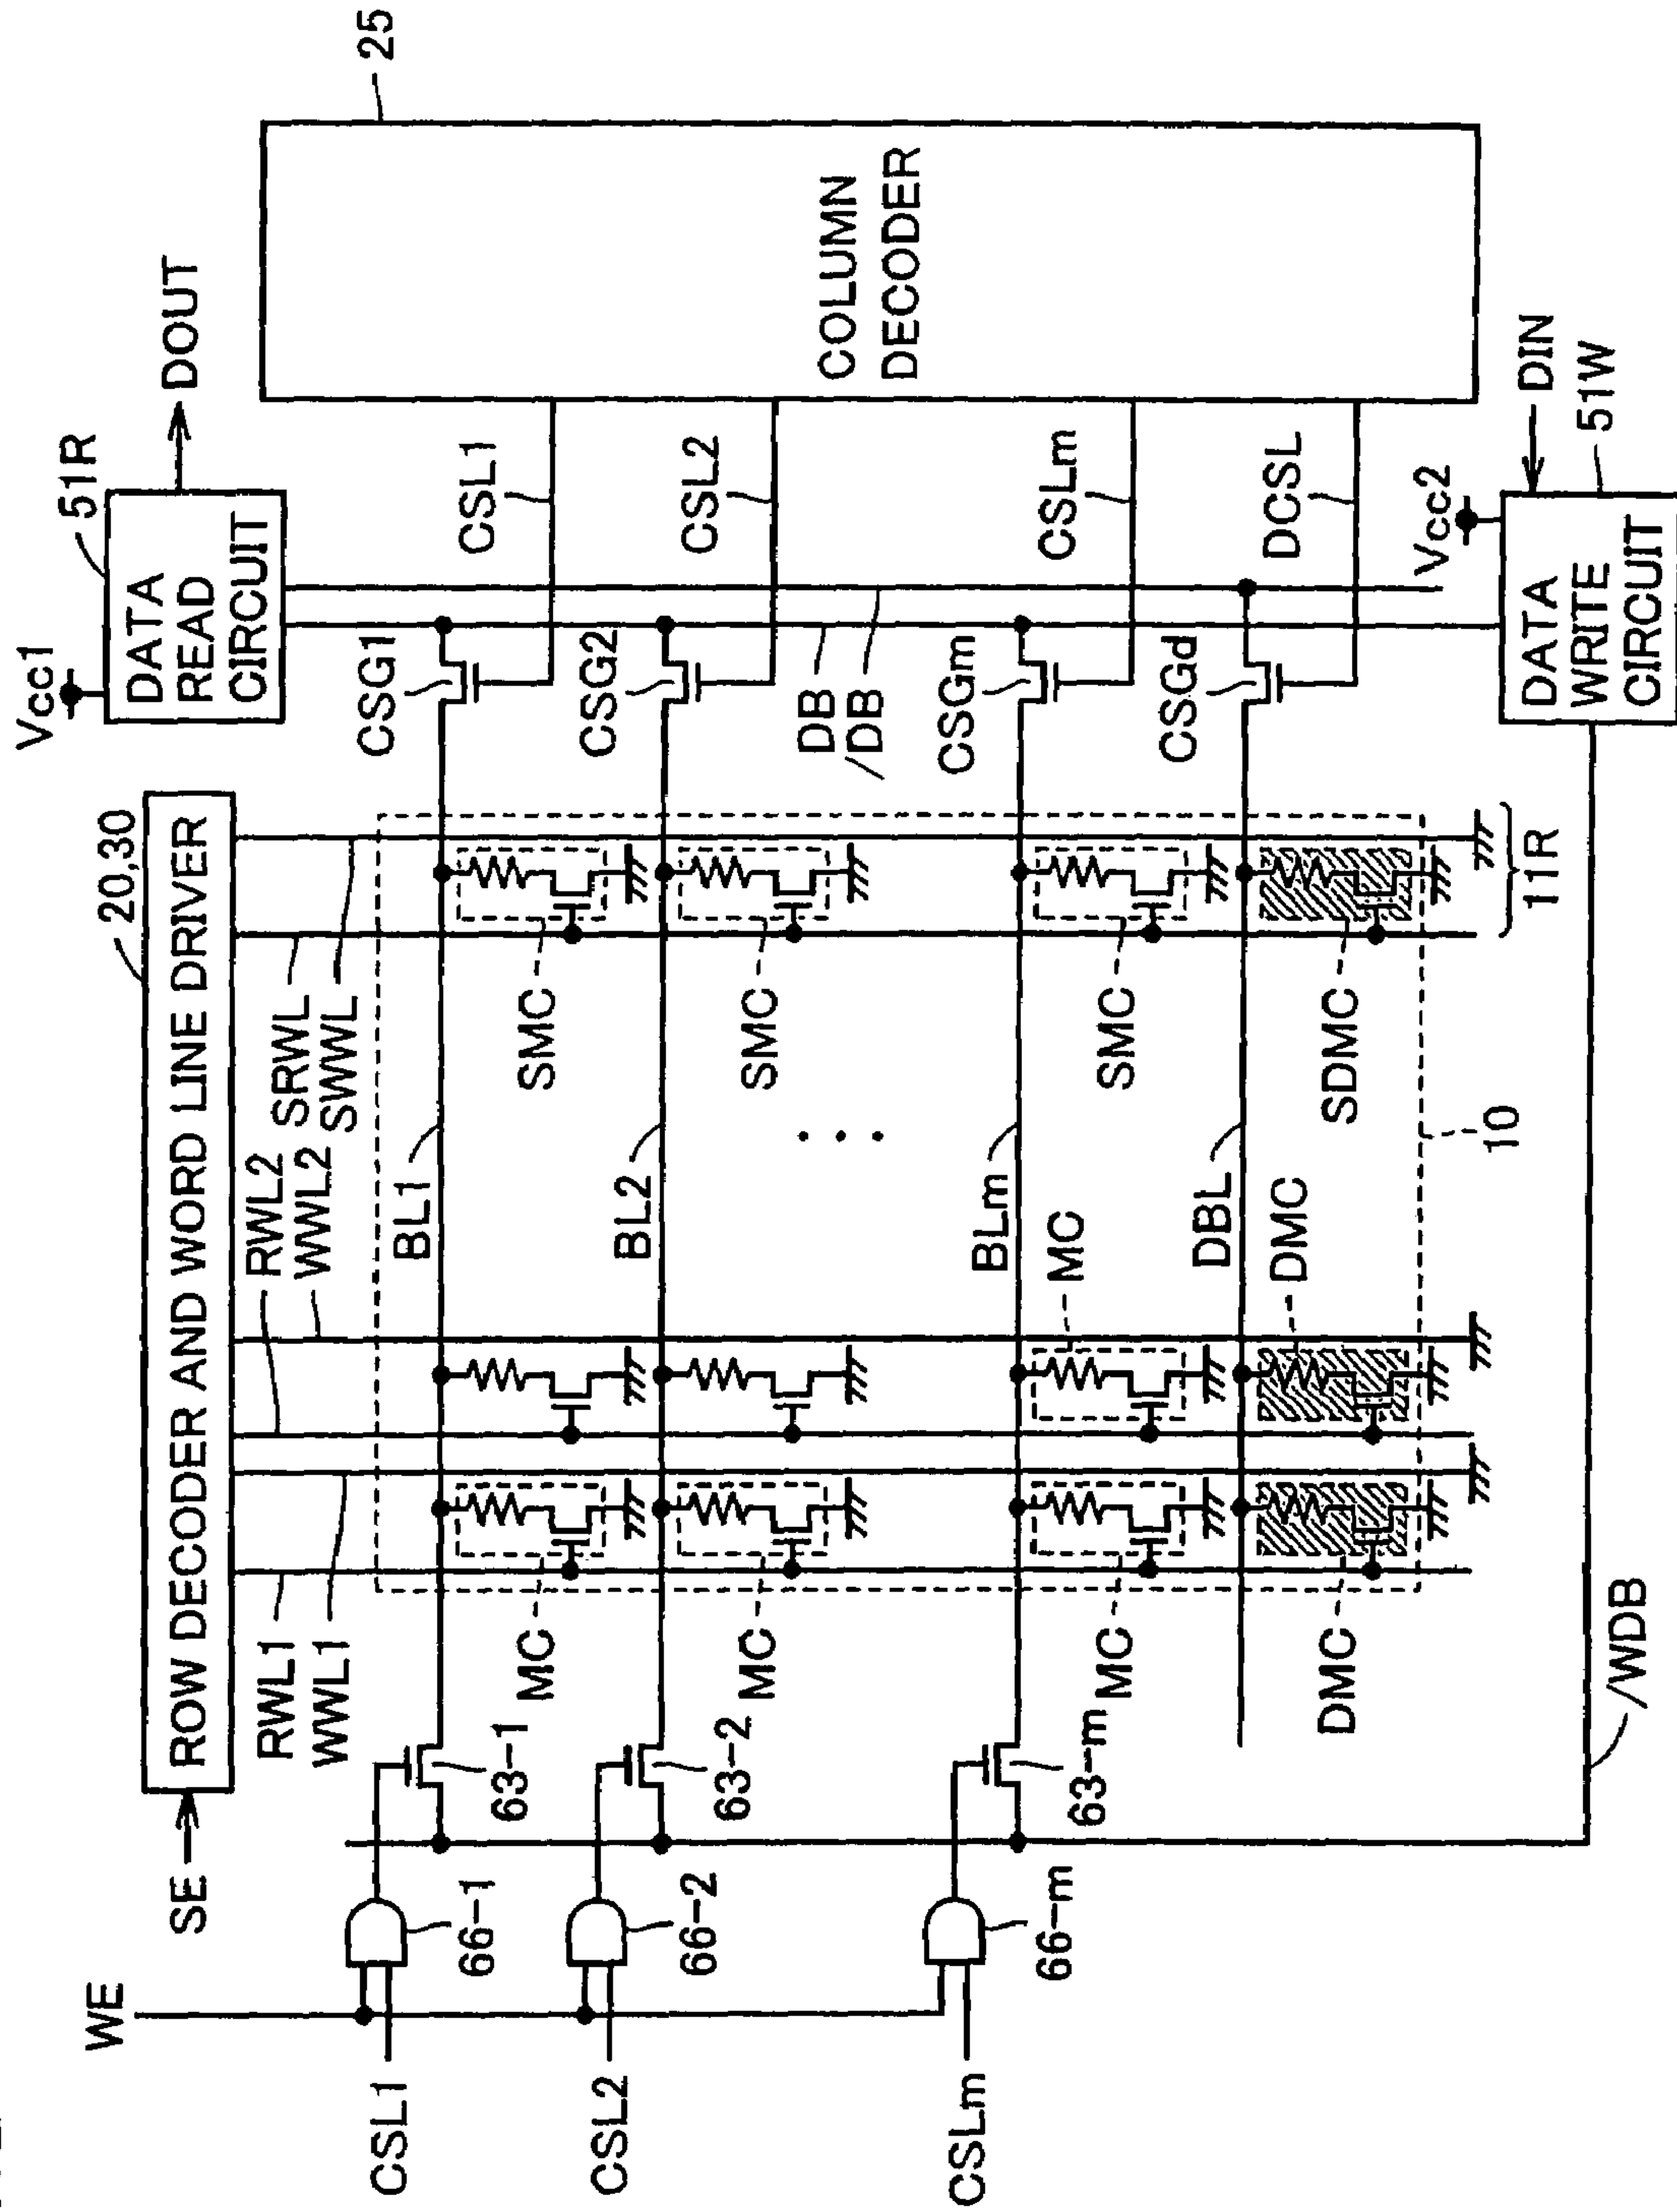 Vcc1
51R
DATA
READ
CIRCUIT
DOUT
25
20,30
ROW DECODER AND WORD LINE DRIVER
SE
RWL1
WWL1
RWL2
WWL2
SRWL
SWWL
WE
CSL1
66-1
63-1
BL1
CSG1
CSL1
MC
SMC
CSL2
66-2
63-2
BL2
CSG2
CSL2
MC
SMC
DB
/DB
COLUMN
DECODER
CSLm
66-m
63-m
BLm
CSGm
CSLm
MC
MC
SMC
DBL
CSGd
DCSL
DMC
DMC
SDMC
10
11R
Vcc2
DIN
51W
DATA
WRITE
CIRCUIT
/WDB